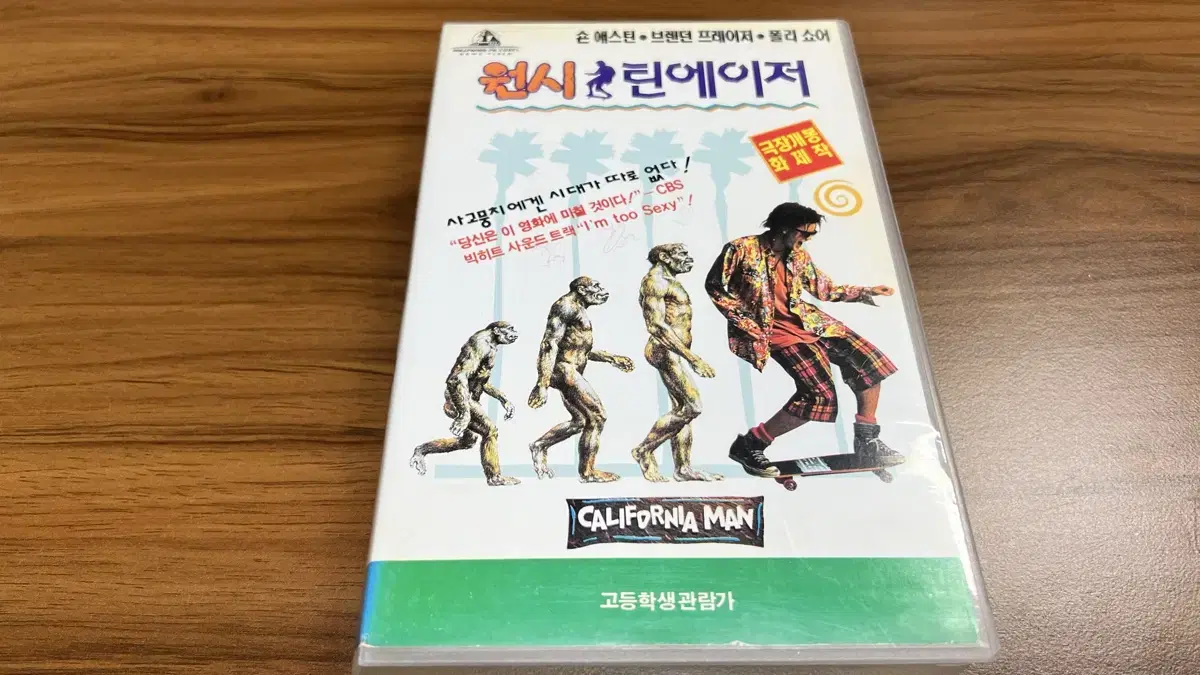 숀 애스틴 • 브렌던 프레이저 • 폴리 쇼어
원시 틴에이저
극장개봉
화제작
사고뭉치에겐 시대가 따로 없다!
"당신은 이 영화에 미칠 것이다!" – CBS
빅히트 사운드 트랙 "I'm too Sexy"!
CALIFORNIA MAN
고등학생관람가